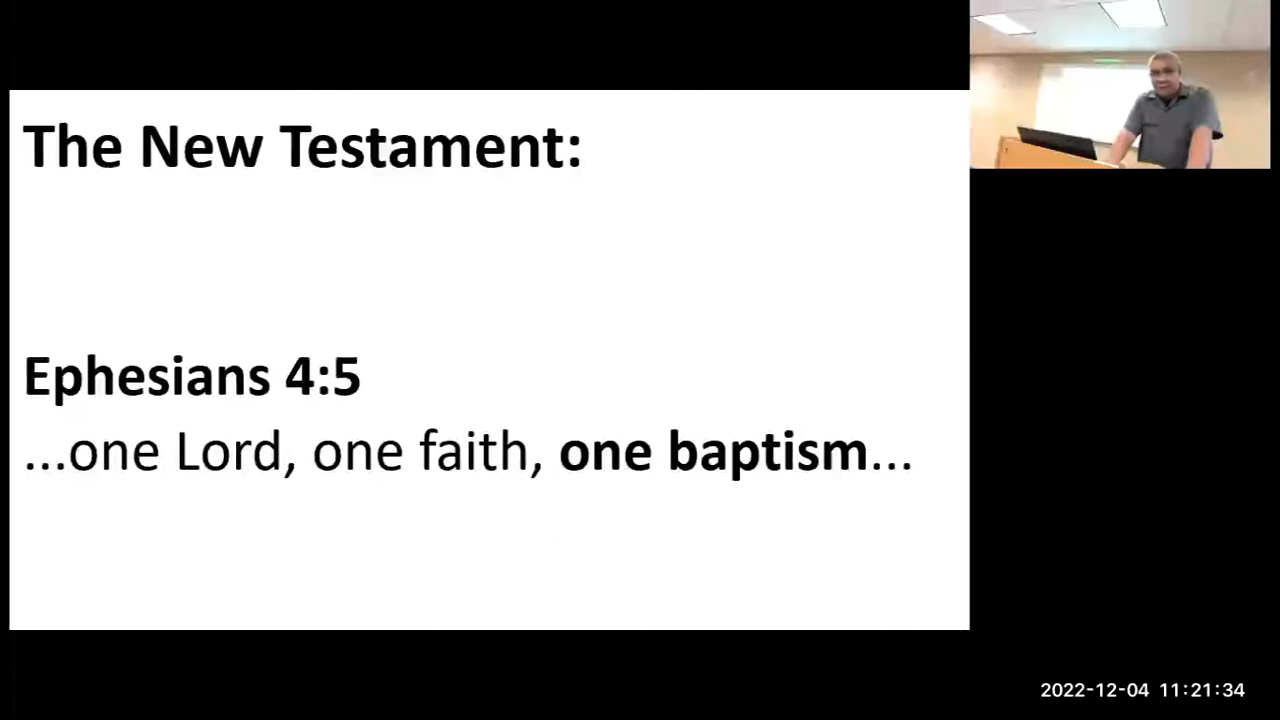 The New Testament:
Ephesians 4:5
...one Lord, one faith, one baptism...
2022-12-04 11:21:34